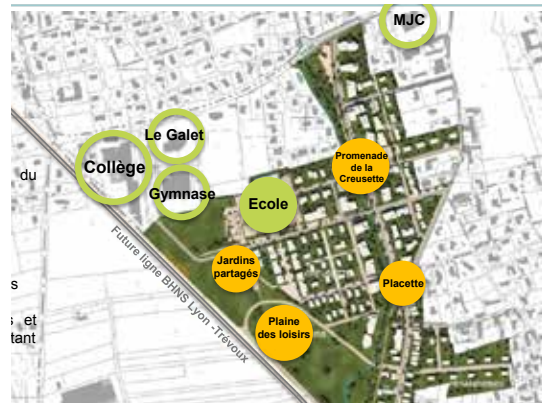 MJC
Le Galet
Collège
Gymnase
Ecole
Promenade
de la
Creusette
Jardins
partagés
Placette
Plaine
des loisirs
Future ligne BHNS Lyon -Trévoux
du
s
s et
tant